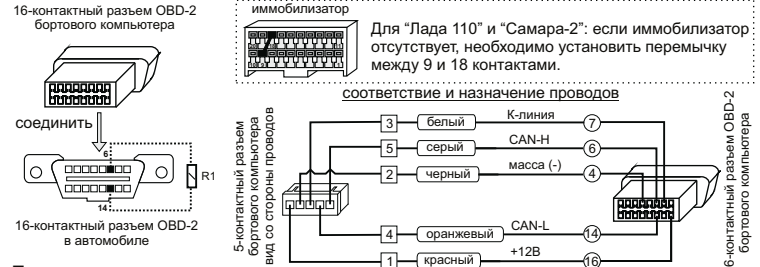 16-контактный разъем OBD-2
бортового компьютера
соединить
6
R1
14
16-контактный разъем OBD-2
в автомобиле
иммобилизатор
Для “Лада 110” и “Самара-2”: если иммобилизатор
отсутствует, необходимо установить перемычку
между 9 и 18 контактами.
соответствие и назначение проводов
5-контактный разъем
бортового компьютера
вид со стороны проводов
3 белый К-линия 7
5 серый CAN-H 6
2 черный масса (-) 4
4 оранжевый CAN-L 14
1 красный +12В 16
6-контактный разъем OBD-2
бортового компьютера